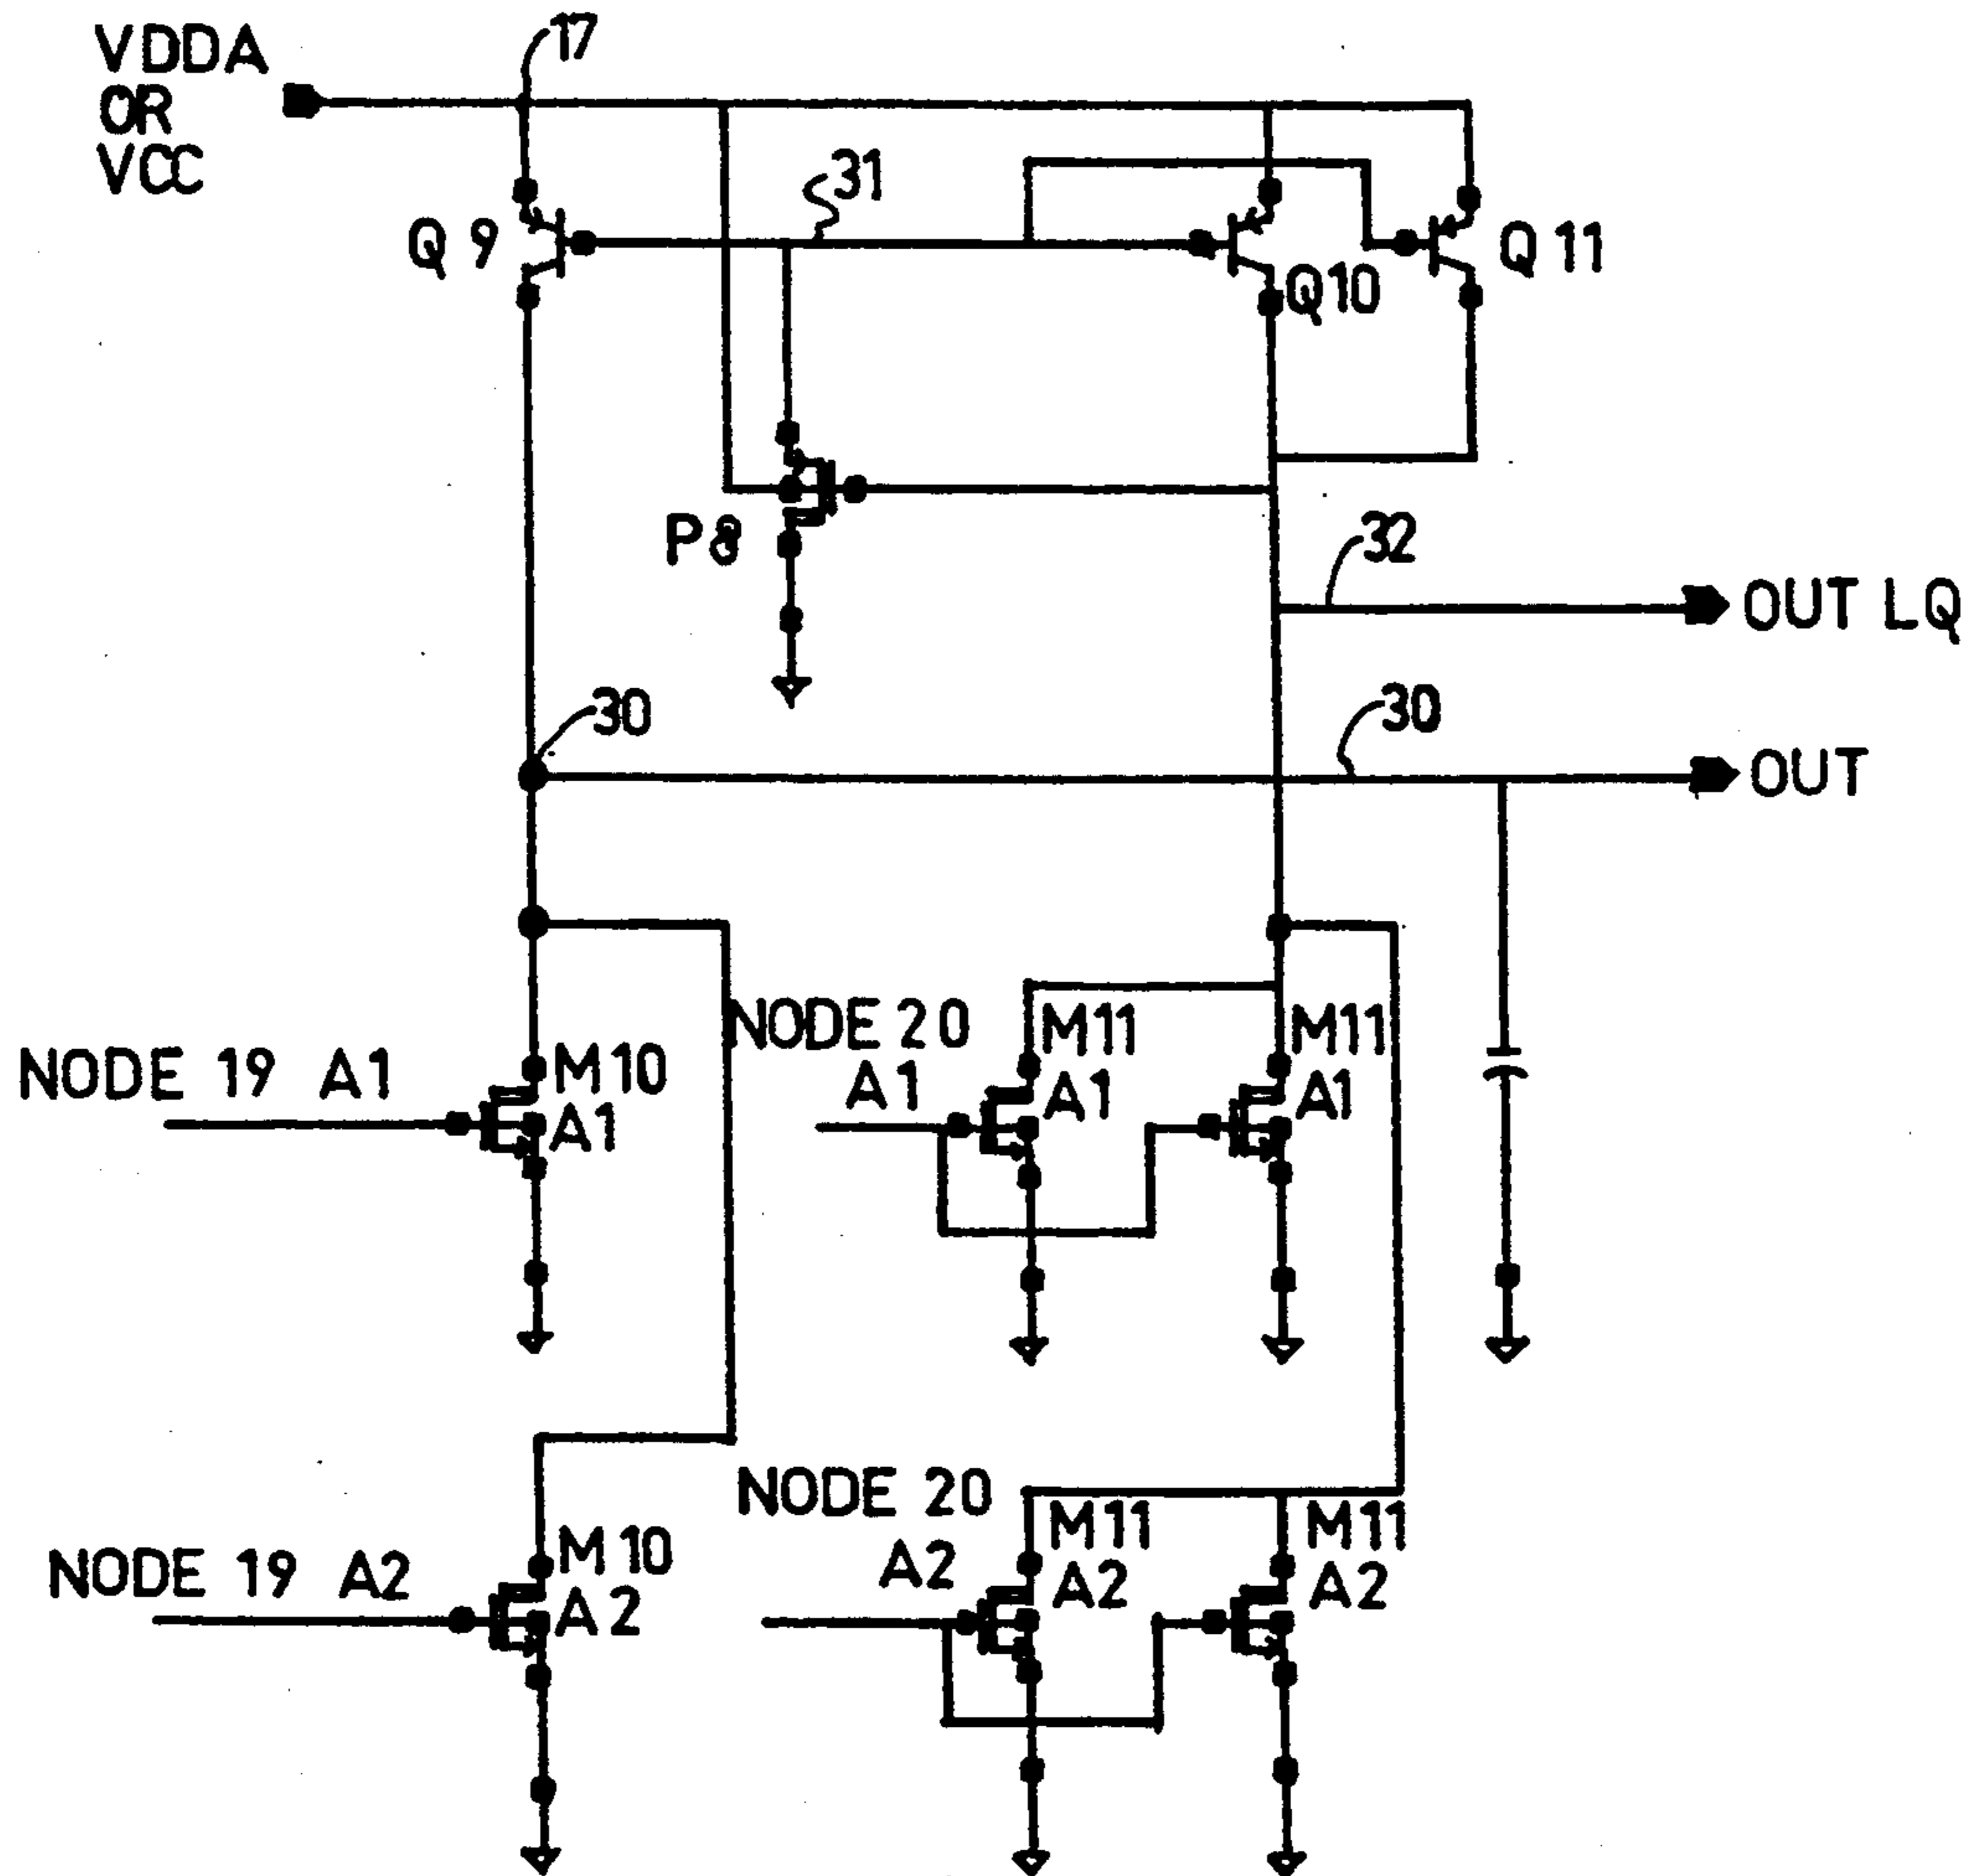 17
VDDA
OR
VCC
31
Q 9
Q10
Q 11
P8
32
OUT LQ
30
30
OUT
NODE 20
A1
M11
A1
M11
A1
NODE 19 A1
M10
A1
NODE 20
A2
M11
A2
M11
A2
NODE 19 A2
M10
A2